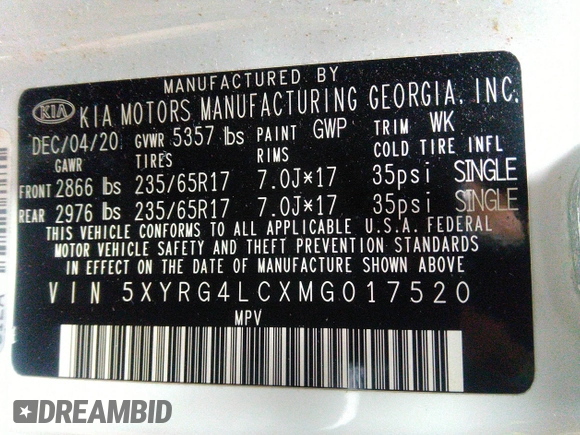 MANUFACTURED BY
KIA KIA MOTORS MANUFACTURING GEORGIA, INC.
DEC/04/20 GVWR 5357 lbs PAINT GWP TRIM WK
GAWR TIRES RIMS COLD TIRE INFL
FRONT 2866 lbs 235/65R17 7.0J*17 35psi SINGLE
REAR 2976 lbs 235/65R17 7.0J*17 35psi SINGLE
THIS VEHICLE CONFORMS TO ALL APPLICABLE U.S.A. FEDERAL
MOTOR VEHICLE SAFETY AND THEFT PREVENTION STANDARDS
IN EFFECT ON THE DATE OF MANUFACTURE SHOWN ABOVE.
VIN 5XYRG4LCXMG017520
MPV
DREAMBID